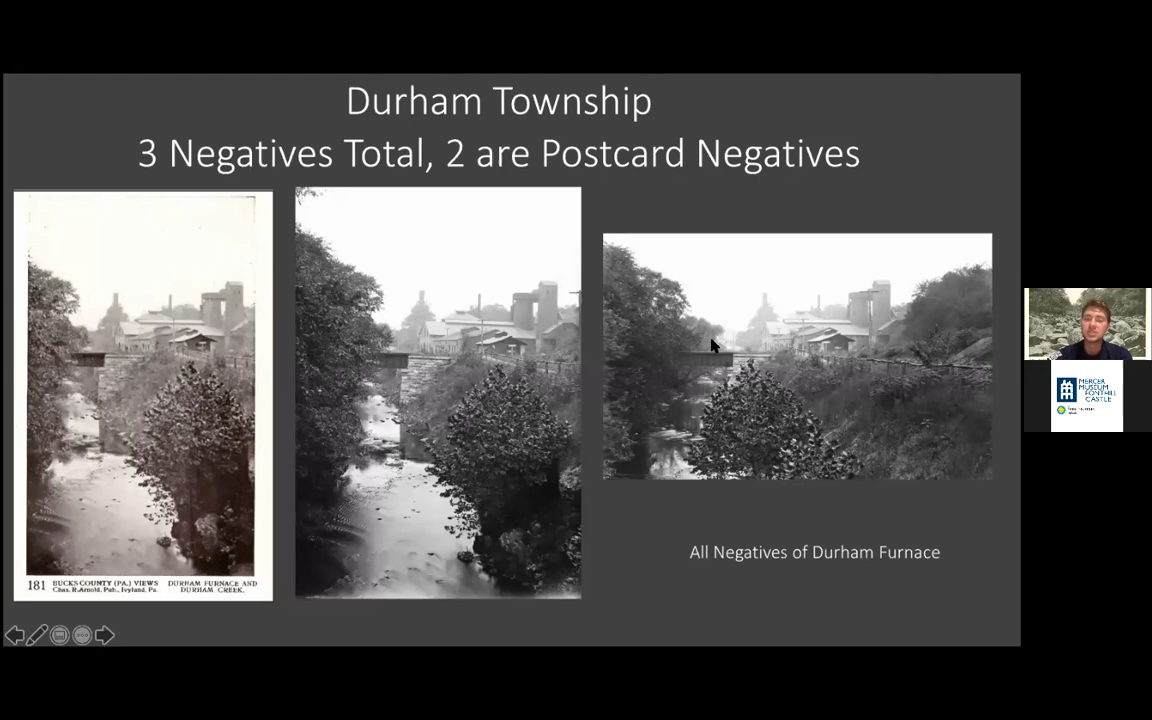 Durham Township
3 Negatives Total, 2 are Postcard Negatives
181 BUCKS COUNTY (PA.) VIEWS DURHAM FURNACE AND
Chas. R. Arnold, Pub., Ivyland, Pa. DURHAM CREEK.
All Negatives of Durham Furnace
MERCER
MUSEUM
FONTHILL
CASTLE